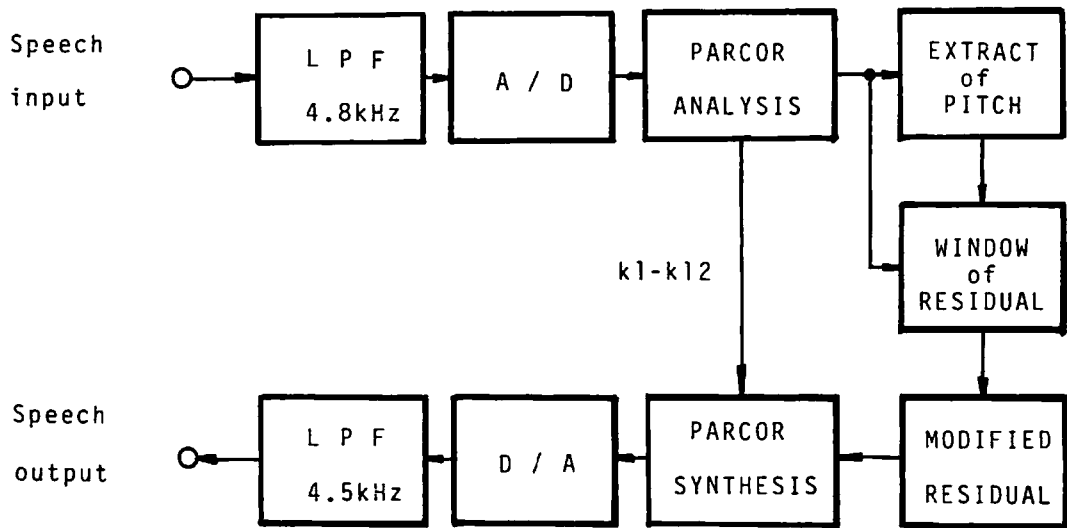 Speech
input
L P F
4.8kHz
A / D
PARCOR
ANALYSIS
EXTRACT
of
PITCH
WINDOW
of
RESIDUAL
k1-k12
Speech
output
L P F
4.5kHz
D / A
PARCOR
SYNTHESIS
MODIFIED
RESIDUAL